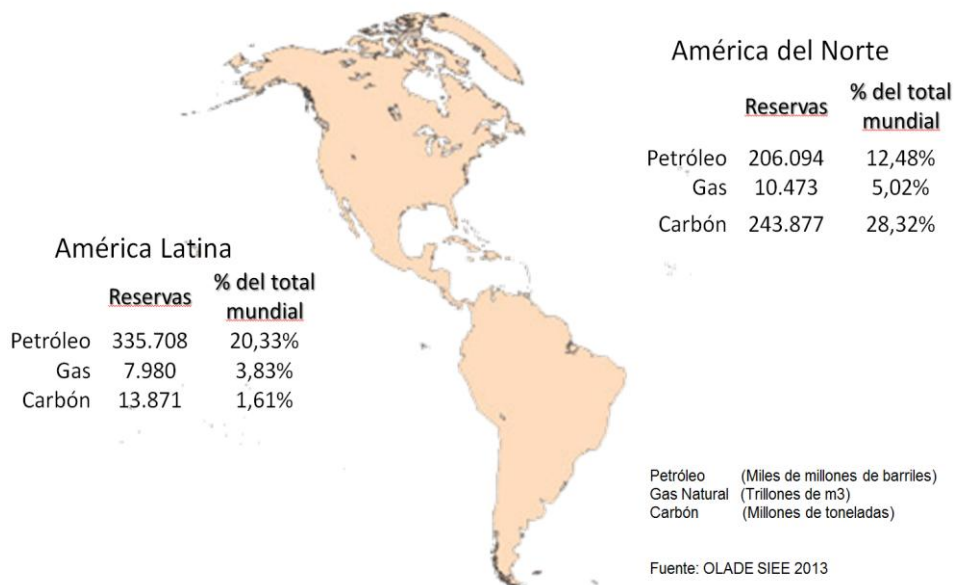 América del Norte
Reservas % del total mundial
Petróleo 206.094 12,48%
Gas 10.473 5,02%
Carbón 243.877 28,32%
América Latina
Reservas % del total mundial
Petróleo 335.708 20,33%
Gas 7.980 3,83%
Carbón 13.871 1,61%
Petróleo (Miles de millones de barriles)
Gas Natural (Trillones de m3)
Carbón (Millones de toneladas)
Fuente: OLADE SIEE 2013